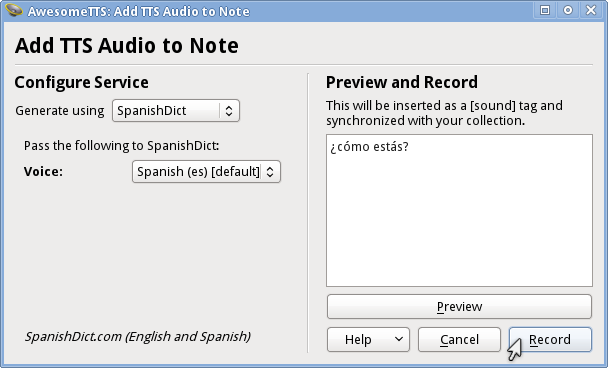 AwesomeTTS: Add TTS Audio to Note
Add TTS Audio to Note
Configure Service
Generate using SpanishDict
Pass the following to SpanishDict:
Voice: Spanish (es) [default]
SpanishDict.com (English and Spanish)
Preview and Record
This will be inserted as a [sound] tag and
synchronized with your collection.
¿cómo estás?
Preview
Help Cancel Record